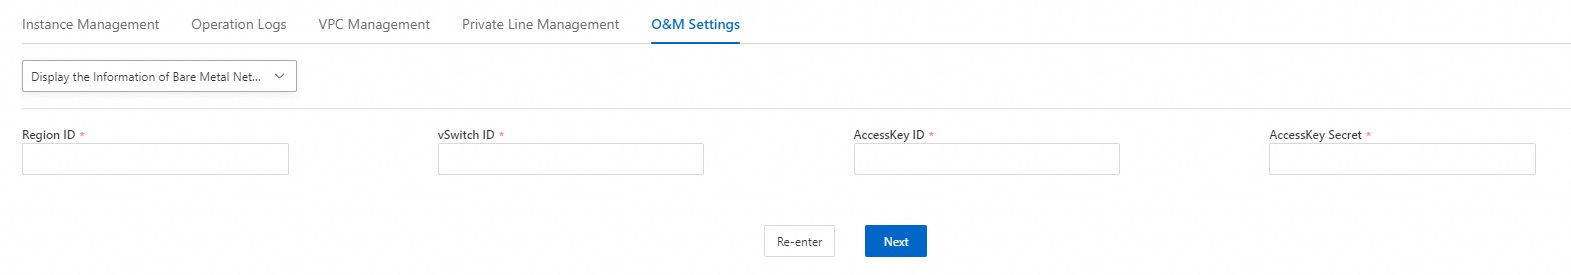 Instance Management Operation Logs VPC Management Private Line Management O&M Settings
Display the Information of Bare Metal Net...
Region ID * vSwitch ID * AccessKey ID * AccessKey Secret *
Re-enter Next